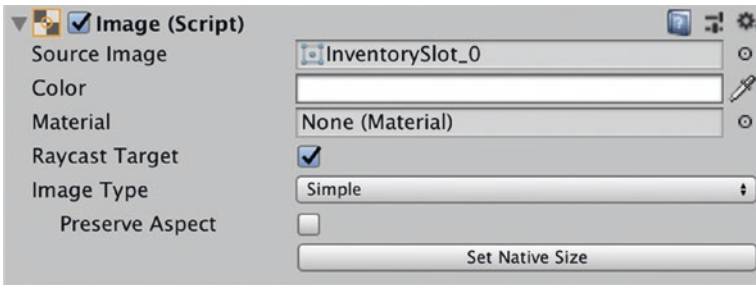 Image (Script)
Source Image InventorySlot_0
Color
Material None (Material)
Raycast Target
Image Type Simple
Preserve Aspect
Set Native Size